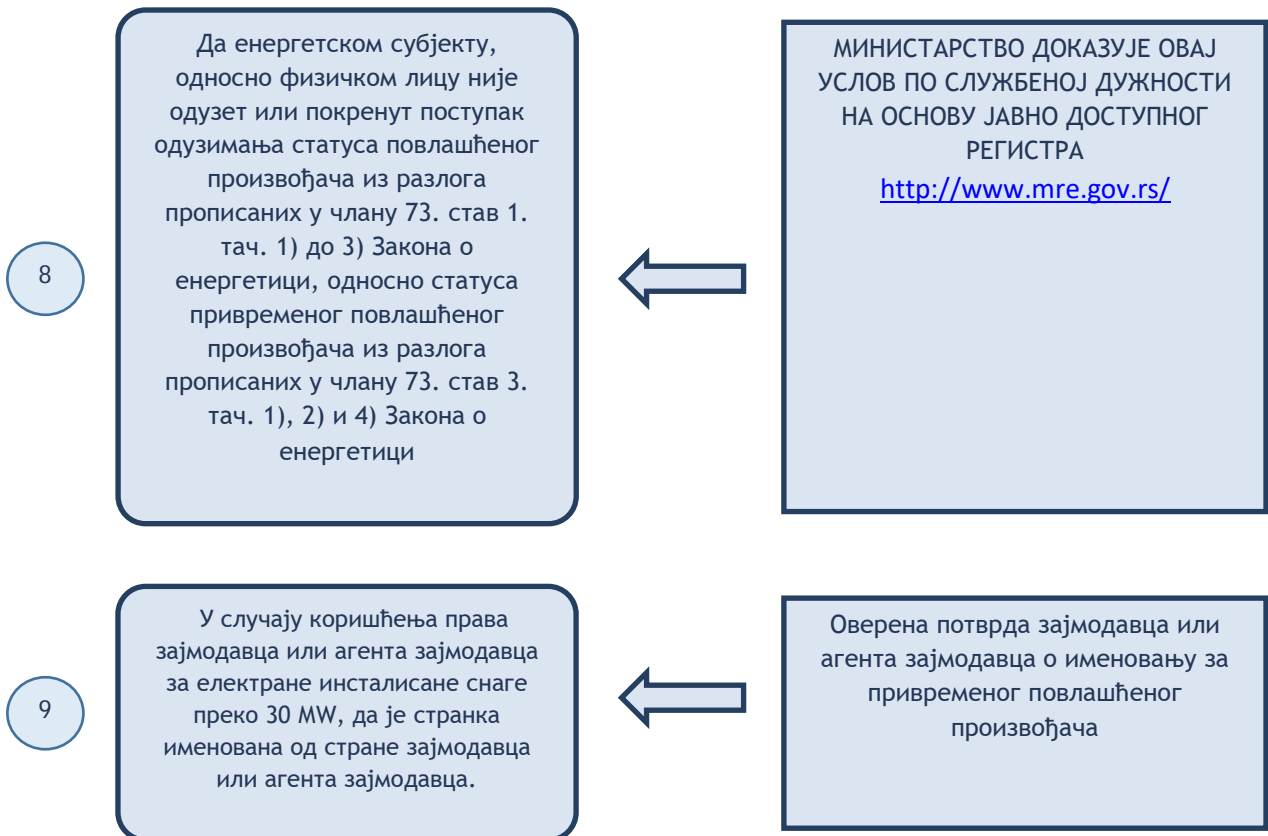 8
Да енергетском субјекту,
односно физичком лицу није
одузет или покренут поступак
одузимања статуса повлашћеног
произвођача из разлога
прописаних у члану 73. став 1.
тач. 1) до 3) Закона о
енергетици, односно статуса
привременог повлашћеног
произвођача из разлога
прописаних у члану 73. став 3.
тач. 1), 2) и 4) Закона о
енергетици
МИНИСТАРСТВО ДОКАЗУЈЕ ОВАЈ
УСЛОВ ПО СЛУЖБЕНОЈ ДУЖНОСТИ
НА ОСНОВУ ЈАВНО ДОСТУПНОГ
РЕГИСТРА
http://www.mre.gov.rs/
9
У случају коришћења права
зајмодавца или агента зајмодавца
за електране инсталисане снаге
преко 30 MW, да је странка
именована од стране зајмодавца
или агента зајмодавца.
Оверена потврда зајмодавца или
агента зајмодавца о именовању за
привременог повлашћеног
произвођача